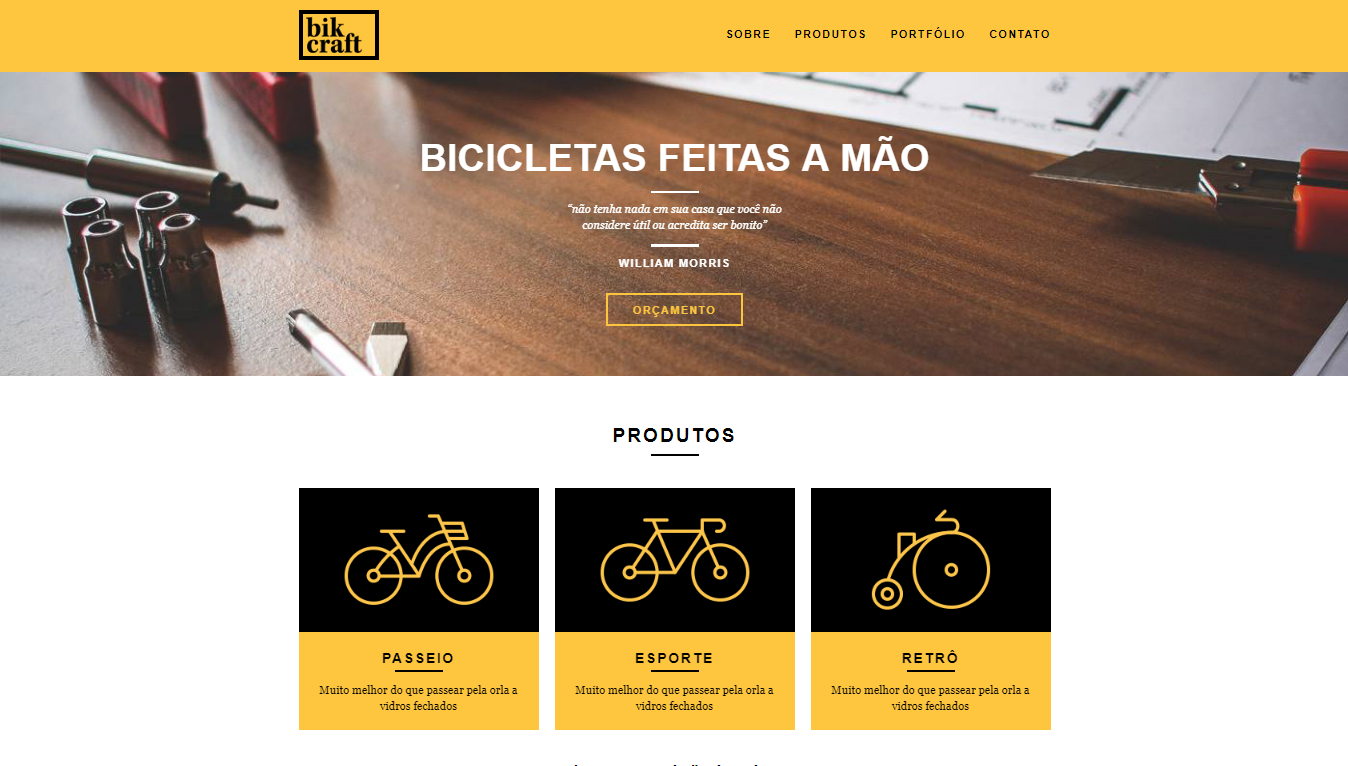 bik
craft
SOBRE PRODUTOS PORTFÓLIO CONTATO
BICICLETAS FEITAS A MÃO
“não tenha nada em sua casa que você não
considere útil ou acredita ser bonito”
WILLIAM MORRIS
ORÇAMENTO
PRODUTOS
PASSEIO
Muito melhor do que passear pela orla a
vidros fechados
ESPORTE
Muito melhor do que passear pela orla a
vidros fechados
RETRÔ
Muito melhor do que passear pela orla a
vidros fechados